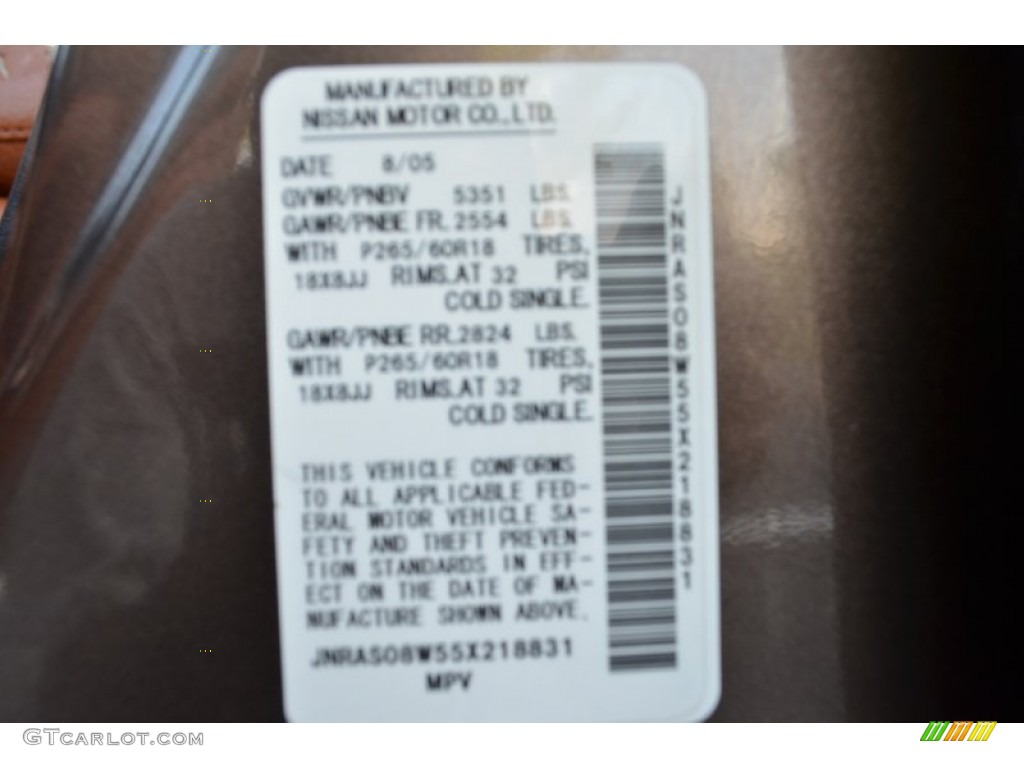 MANUFACTURED BY
NISSAN MOTOR CO., LTD.
DATE 8/05
GVWR/PNBV 5351 LBS.
GAWR/PNBE FR. 2554 LBS.
WITH P265/60R18 TIRES,
18X8JJ RIMS, AT 32 PSI
COLD SINGLE.
GAWR/PNBE RR. 2824 LBS.
WITH P265/60R18 TIRES,
18X8JJ RIMS, AT 32 PSI
COLD SINGLE.
THIS VEHICLE CONFORMS
TO ALL APPLICABLE FED-
ERAL MOTOR VEHICLE SA-
FETY AND THEFT PREVEN-
TION STANDARDS IN EFF-
ECT ON THE DATE OF MA-
NUFACTURE SHOWN ABOVE.
JNRAS08W55X218831
MPV
JNRAS08W55X218831
GTcarlot.com